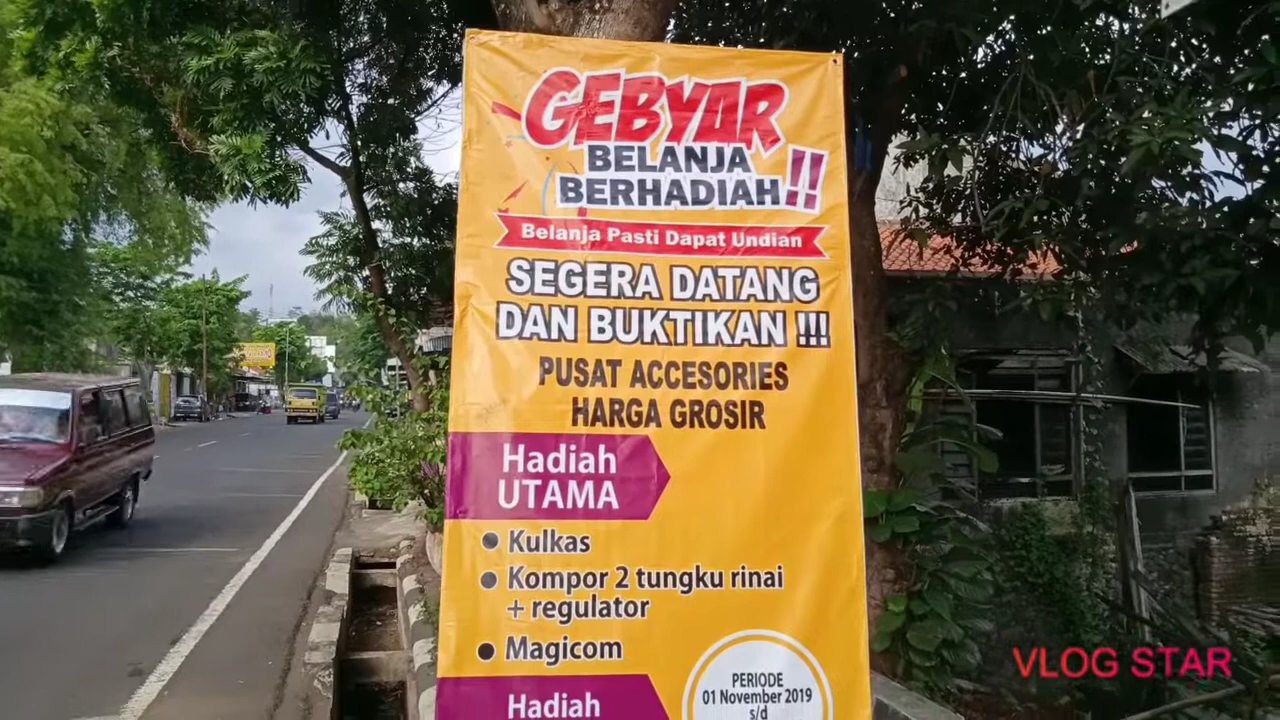 GEBYAR
BELANJA
BERHADIAH!!
Belanja Pasti Dapat Undian
SEGERA DATANG
DAN BUKTIKAN !!!
PUSAT ACCESORIES
HARGA GROSIR
Hadiah
UTAMA
• Kulkas
• Kompor 2 tungku rinai
+ regulator
• Magicom
Hadiah
PERIODE
01 November 2019
s/d
VLOG STAR